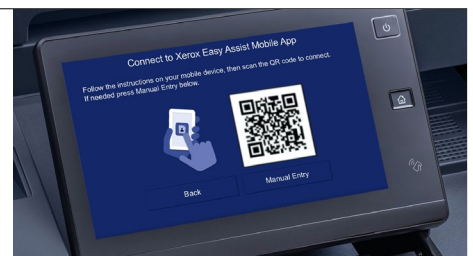 Connect to Xerox Easy Assist Mobile App
Follow the instructions on your mobile device, then scan the QR code to connect.
If needed press Manual Entry below.
Back
Manual Entry